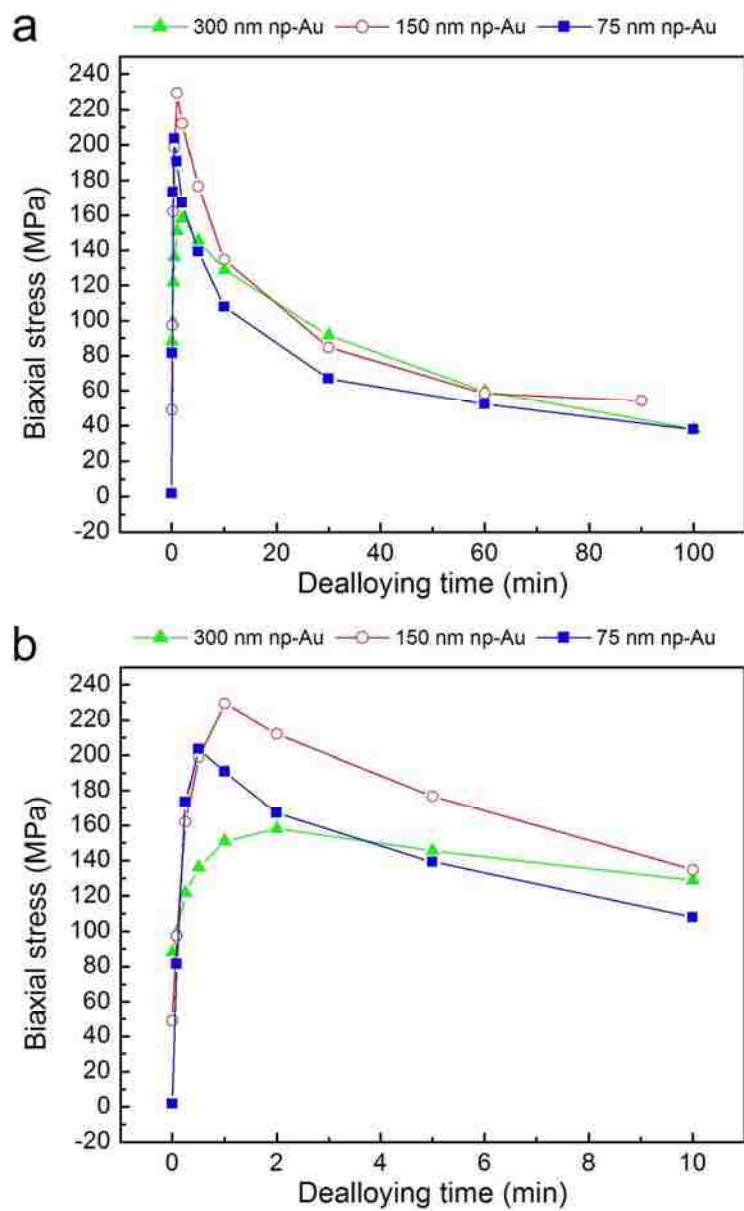 a
300 nm np-Au 150 nm np-Au 75 nm np-Au
240
220
200
180
160
140
120
100
80
60
40
20
0
-20
Biaxial stress (MPa)
0 20 40 60 80 100
Dealloying time (min)
b
300 nm np-Au 150 nm np-Au 75 nm np-Au
240
220
200
180
160
140
120
100
80
60
40
20
0
-20
Biaxial stress (MPa)
0 2 4 6 8 10
Dealloying time (min)